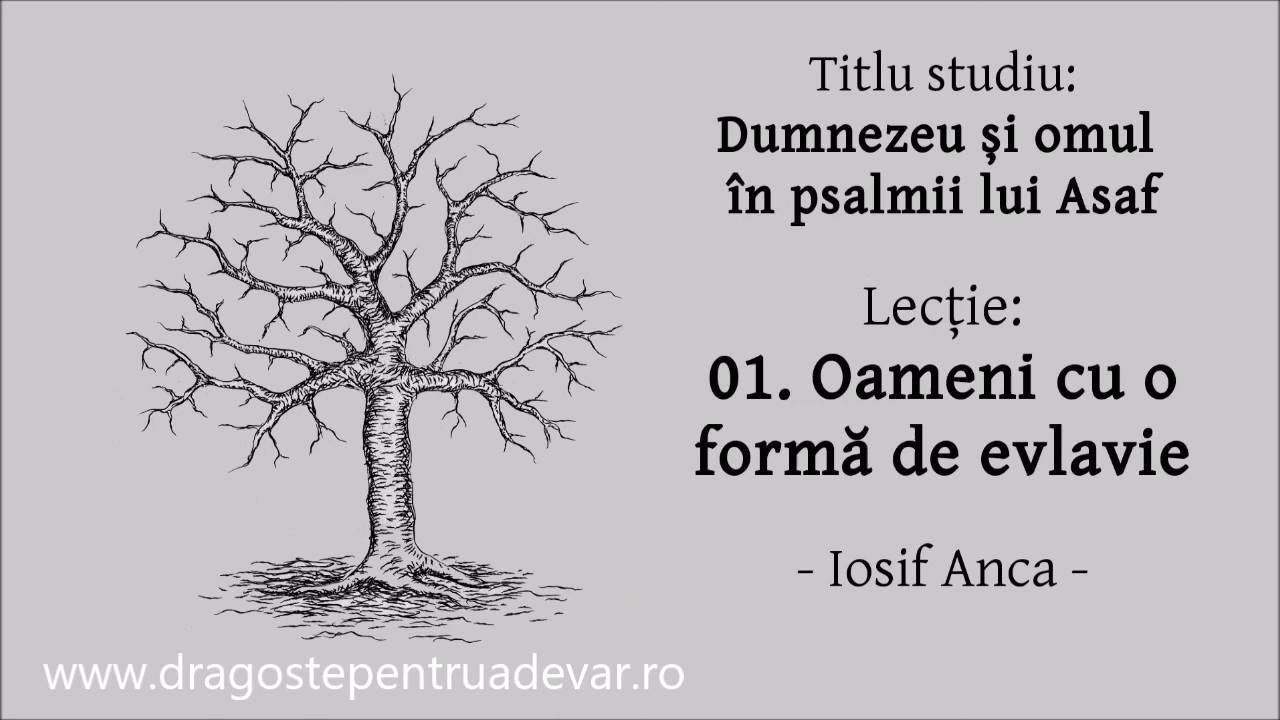 Titlu studiu:
Dumnezeu și omul
în psalmii lui Asaf
Lecție:
01. Oameni cu o
formă de evlavie
- Iosif Anca -
www.dragostepentruadevar.ro